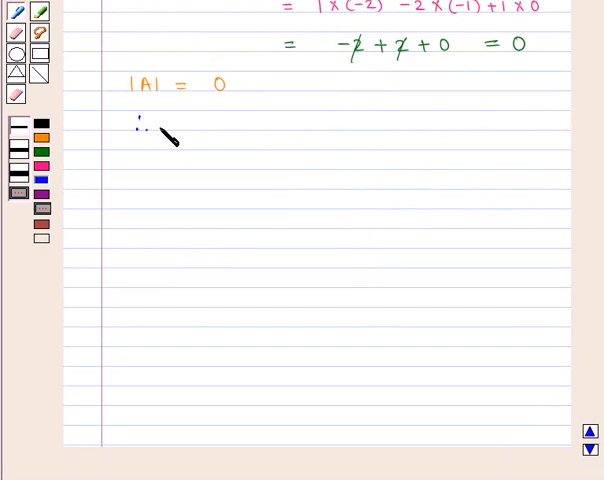 = 1 × (-2) - 2 × (-1) + 1 × 0
= -2 + 2 + 0 = 0
|A| = 0
∴